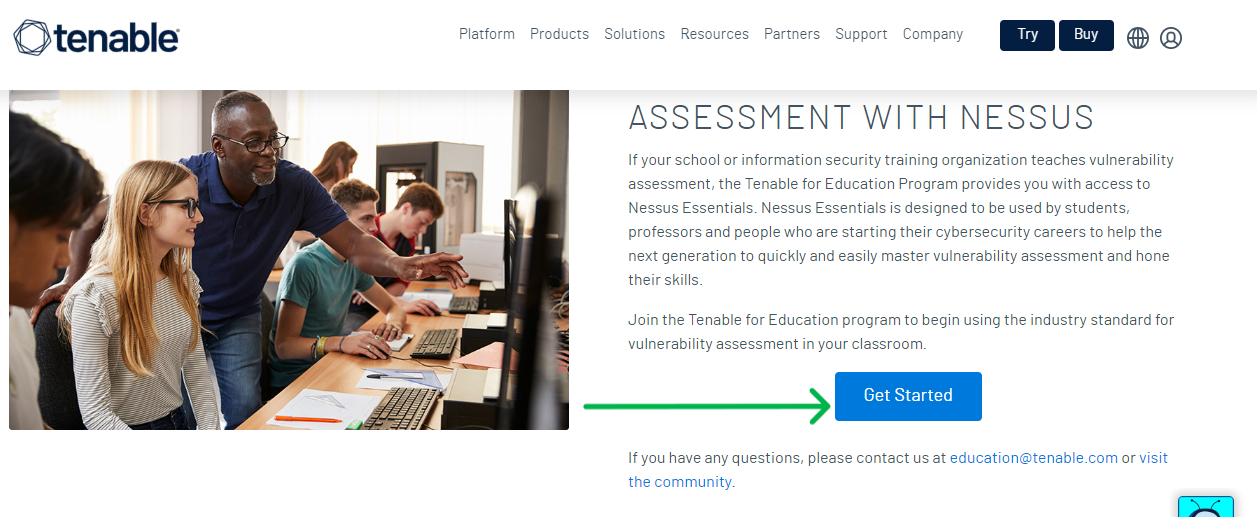 tenable
Platform Products Solutions Resources Partners Support Company Try Buy
ASSESSMENT WITH NESSUS
If your school or information security training organization teaches vulnerability
assessment, the Tenable for Education Program provides you with access to
Nessus Essentials. Nessus Essentials is designed to be used by students,
professors and people who are starting their cybersecurity careers to help the
next generation to quickly and easily master vulnerability assessment and hone
their skills.
Join the Tenable for Education program to begin using the industry standard for
vulnerability assessment in your classroom.
Get Started
If you have any questions, please contact us at education@tenable.com or visit
the community.